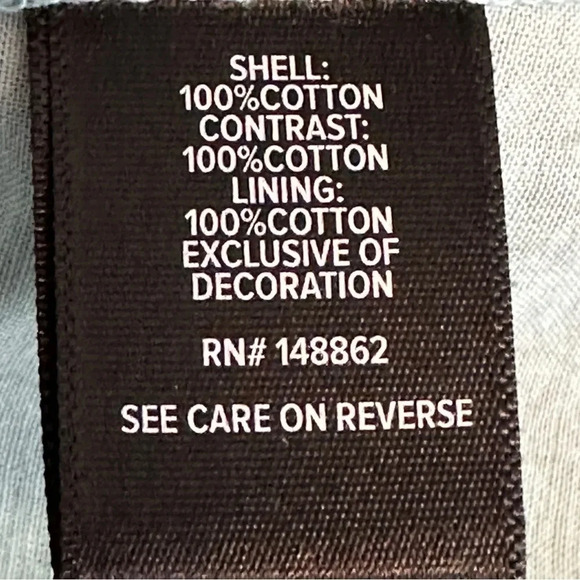 SHELL:
100%COTTON
CONTRAST:
100%COTTON
LINING:
100%COTTON
EXCLUSIVE OF
DECORATION
RN# 148862
SEE CARE ON REVERSE